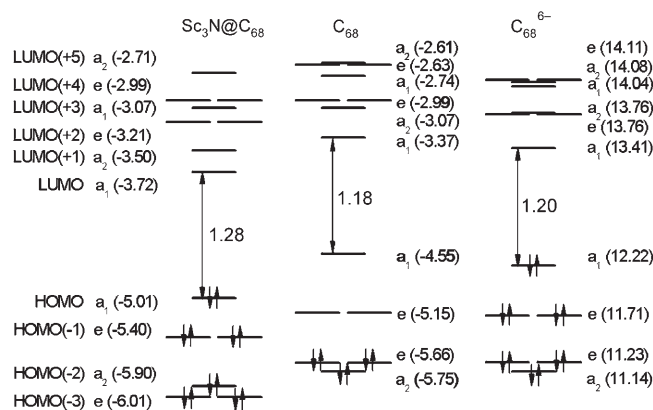 Sc₃N@C₆₈
C₆₈
C₆₈⁶⁻
LUMO(+5) a₂ (-2.71)
LUMO(+4) e (-2.99)
LUMO(+3) a₁ (-3.07)
LUMO(+2) e (-3.21)
LUMO(+1) a₂ (-3.50)
LUMO a₁ (-3.72)
1.28
HOMO a₁ (-5.01)
HOMO(-1) e (-5.40)
HOMO(-2) a₂ (-5.90)
HOMO(-3) e (-6.01)
a₂ (-2.61)
e (-2.63)
a₁ (-2.74)
e (-2.99)
a₂ (-3.07)
a₁ (-3.37)
1.18
a₁ (-4.55)
e (-5.15)
e (-5.66)
a₂ (-5.75)
e (14.11)
a₂ (14.08)
a₁ (14.04)
a₂ (13.76)
e (13.76)
a₁ (13.41)
1.20
a₁ (12.22)
e (11.71)
e (11.23)
a₂ (11.14)